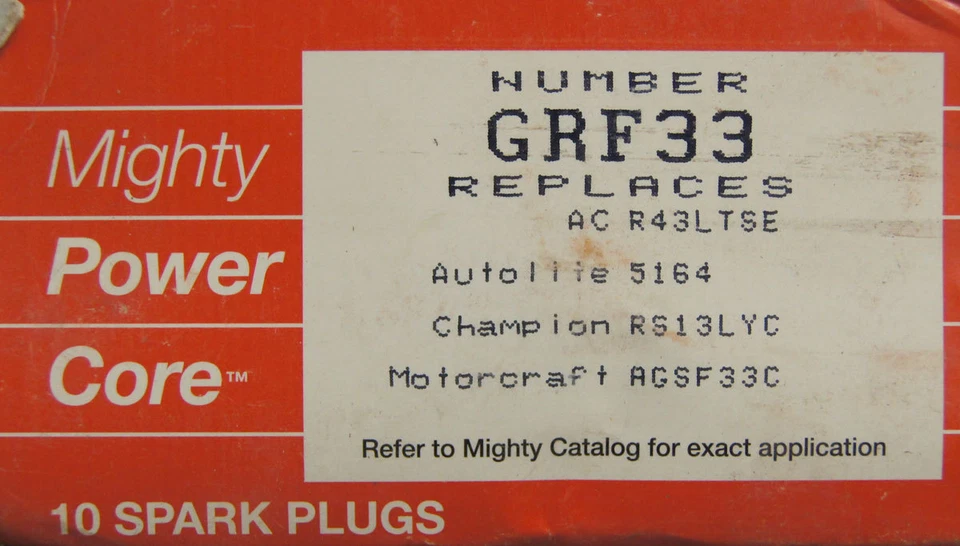 Mighty
Power
Core™
10 SPARK PLUGS
NUMBER
GRF33
REPLACES
AC R43LTSE
Autolite 5164
Champion RS13LYC
Motorcraft AGSF33C
Refer to Mighty Catalog for exact application